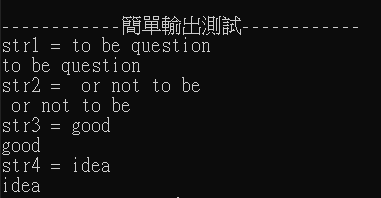 ------------簡單輸出測試------------
str1 = to be question
to be question
str2 =  or not to be
 or not to be
str3 = good
good
str4 = idea
idea